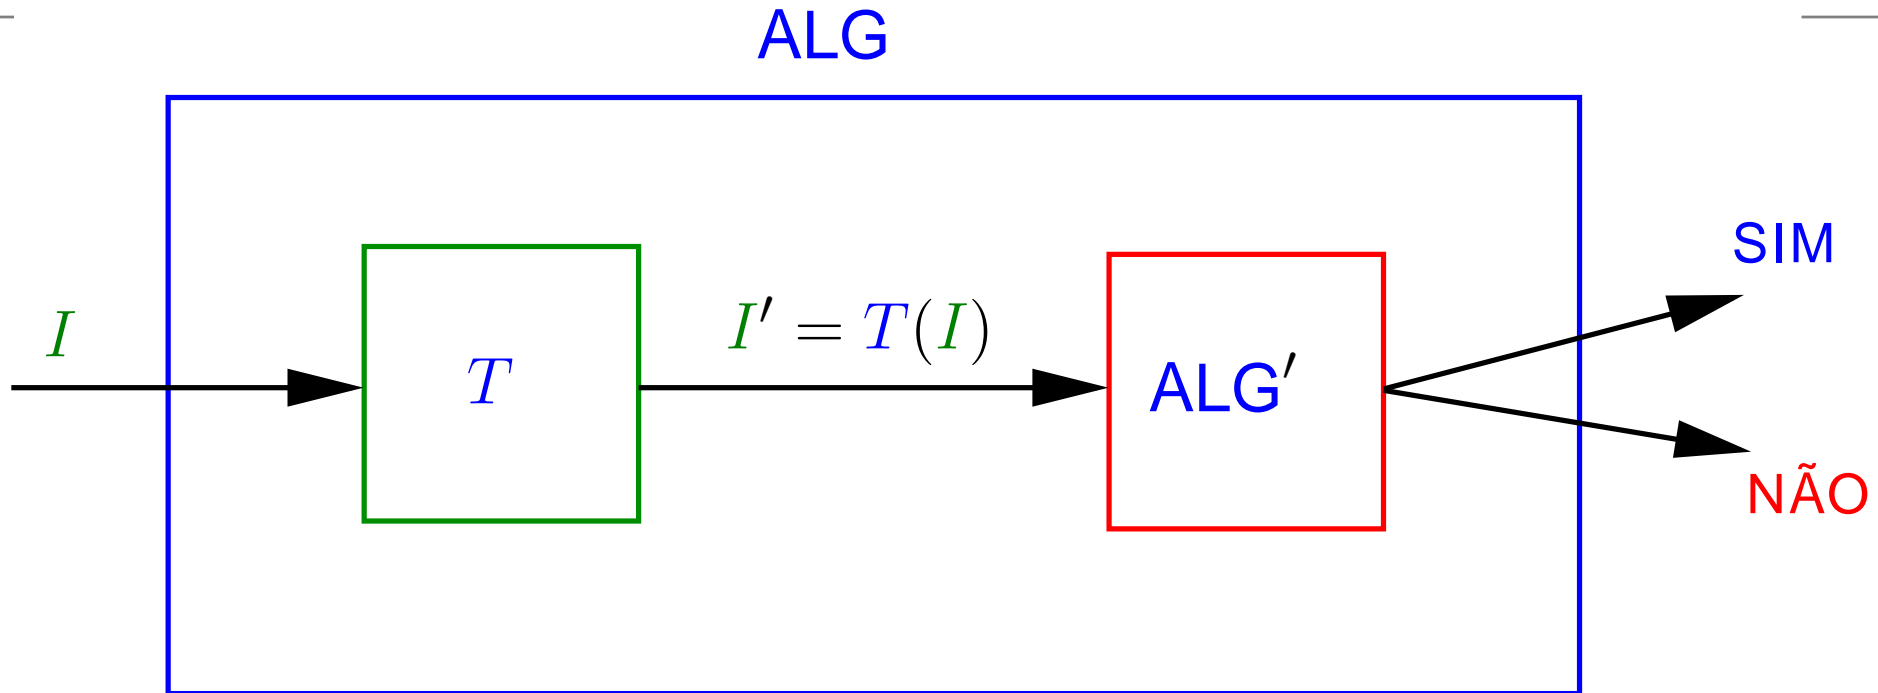 ALG
SIM
I
I′ = T(I)
T
ALG′
NÃO